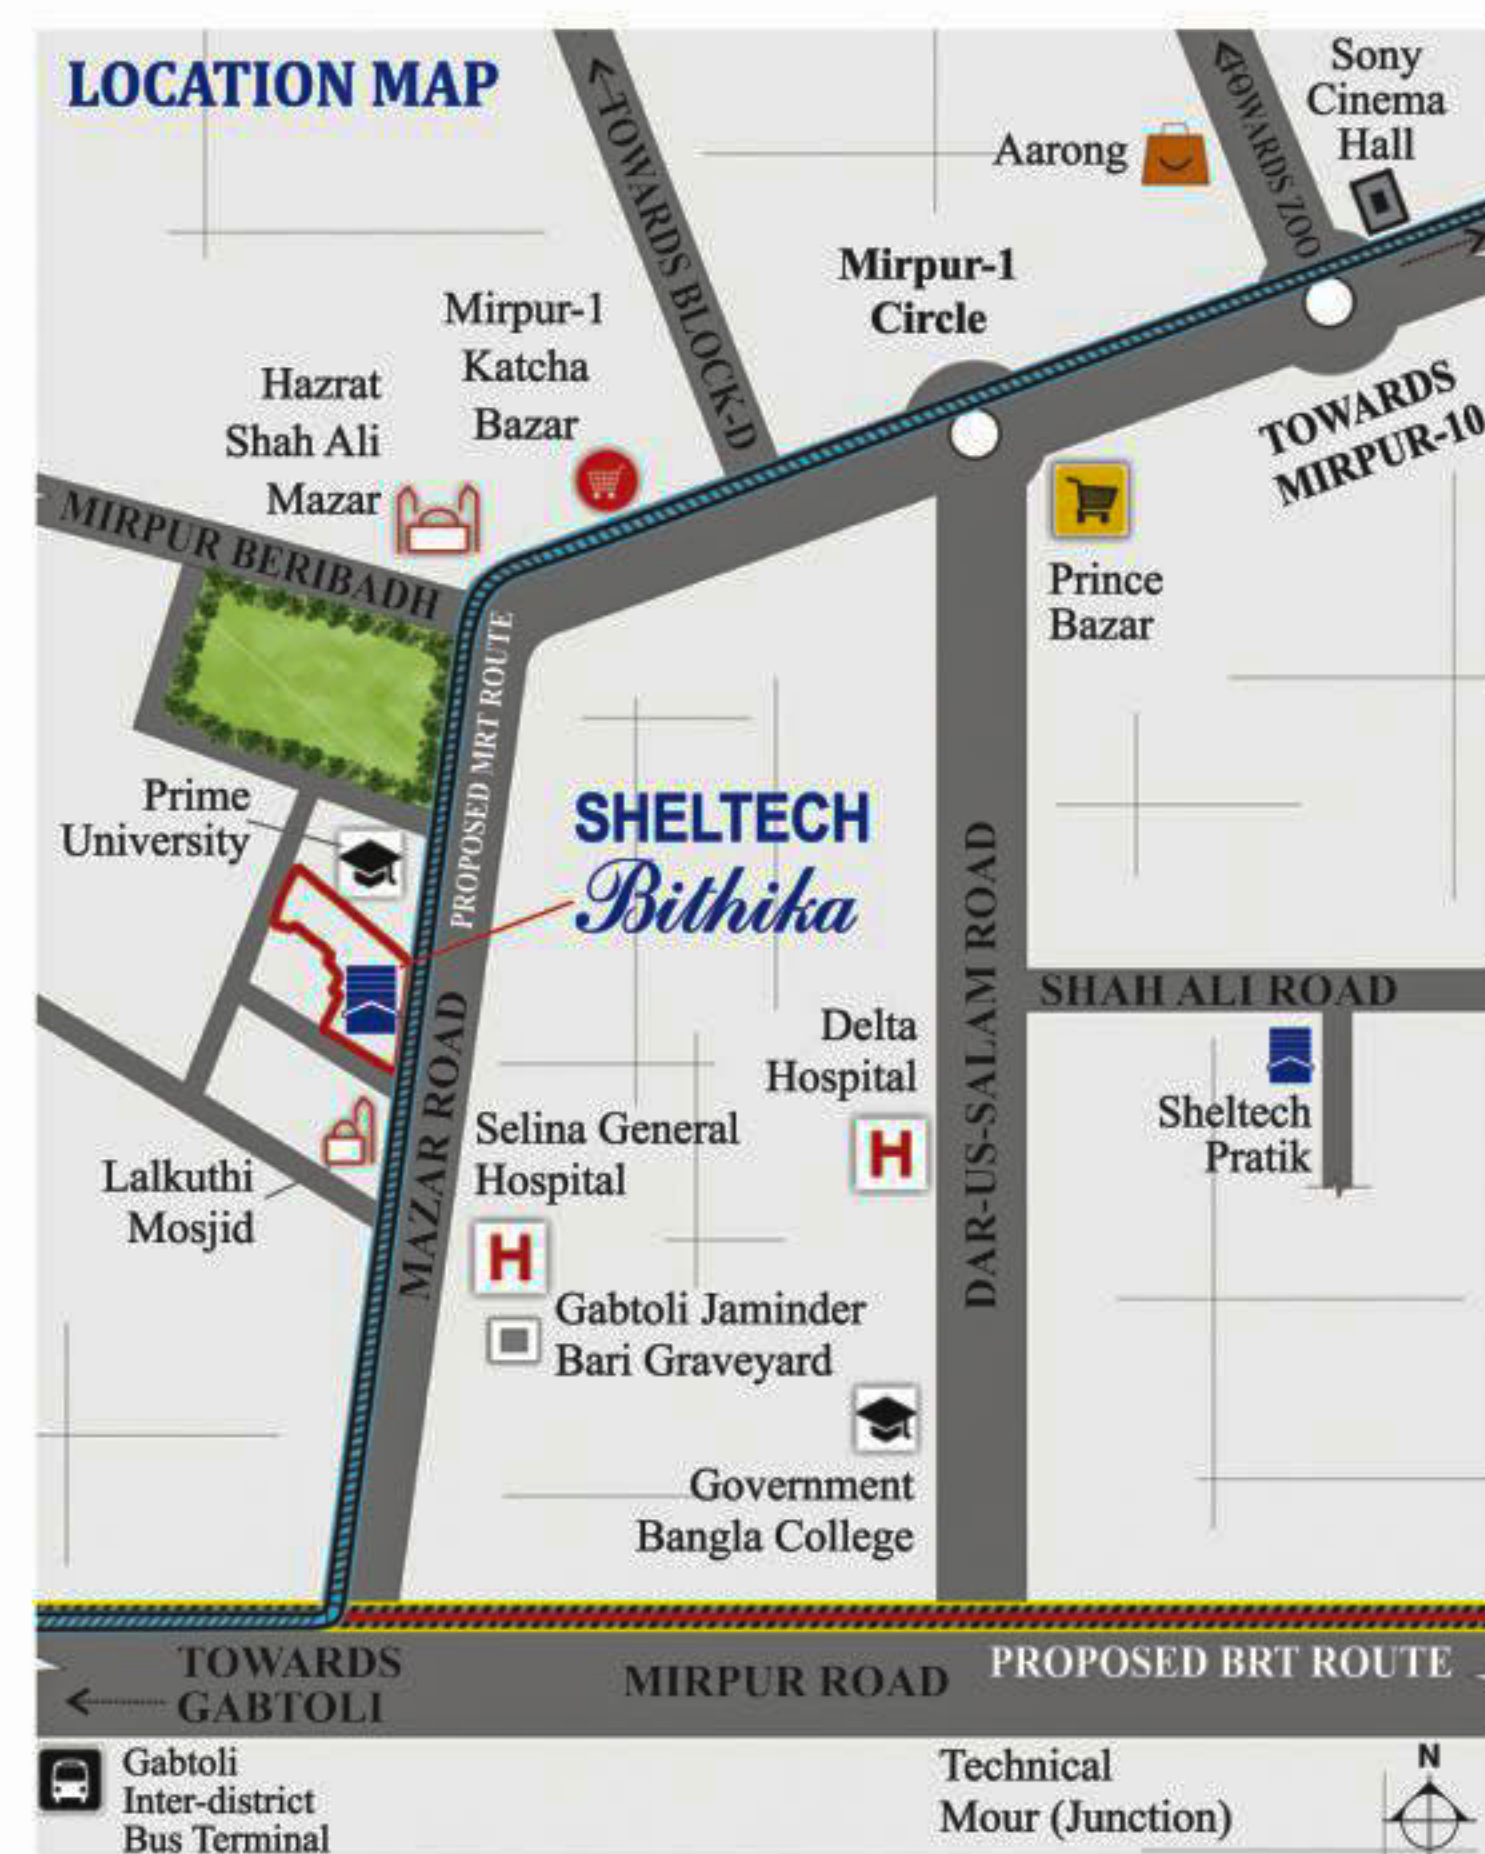 LOCATION MAP
←TOWARDS BLOCK-D
←TOWARDS ZOO
Sony
Cinema
Hall
Aarong
Mirpur-1
Circle
Mirpur-1
Katcha
Bazar
Hazrat
Shah Ali
Mazar
TOWARDS
MIRPUR-10
MIRPUR BERIBADH
Prince
Bazar
PROPOSED MRT ROUTE
Prime
University
SHELTECH
Bithika
DAR-US-SALAM ROAD
SHAH ALI ROAD
MAZAR ROAD
Delta
Hospital
H
Sheltech
Pratik
Selina General
Hospital
H
Lalkuthi
Mosjid
Gabtoli Jaminder
Bari Graveyard
Government
Bangla College
TOWARDS
GABTOLI
MIRPUR ROAD
PROPOSED BRT ROUTE
Gabtoli
Inter-district
Bus Terminal
Technical
Mour (Junction)
N